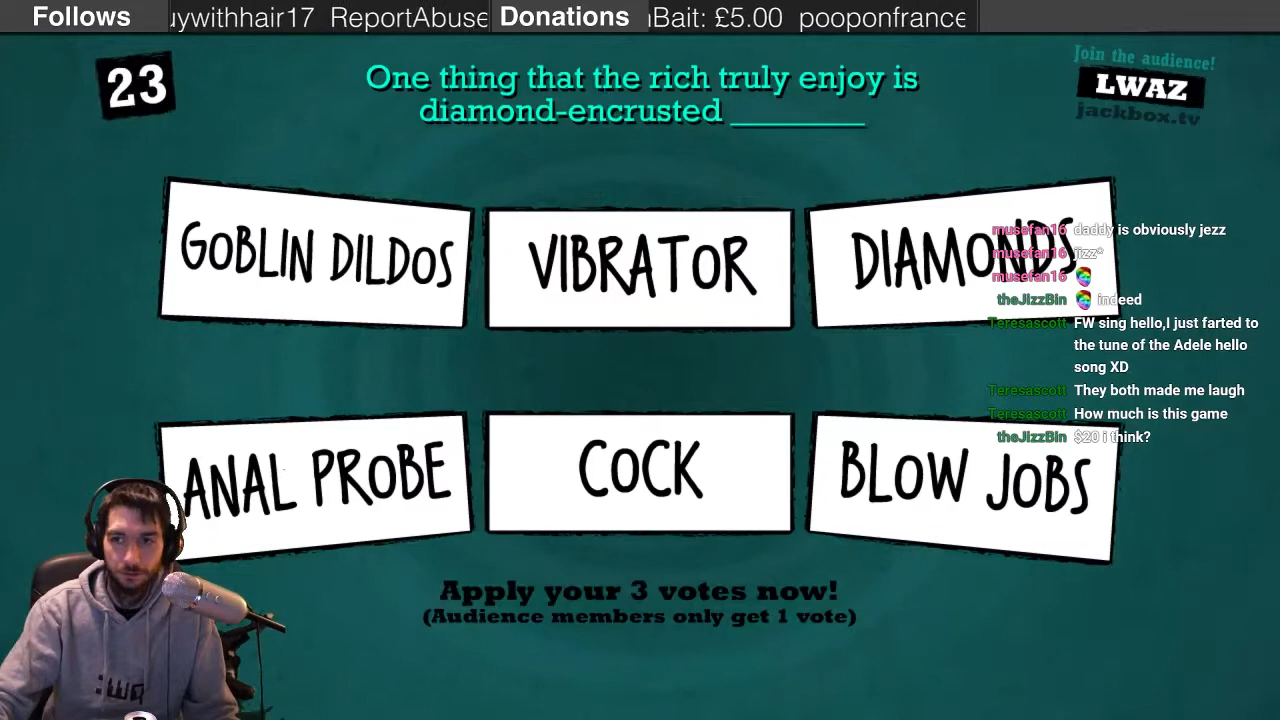 Follows uywithhair17 ReportAbuse Donations Bait: £5.00 pooponfrance
23
One thing that the rich truly enjoy is
diamond-encrusted ________
Join the audience!
LWAZ
jackbox.tv
GOBLIN DILDOS
VIBRATOR
DIAMONDS
musefan16 daddy is obviously jezz
musefan16 jizz*
musefan16
theJizzBin indeed
Teresascott FW sing hello,I just farted to
the tune of the Adele hello
song XD
Teresascott They both made me laugh
Teresascott How much is this game
theJizzBin $20 i think?
ANAL PROBE
COCK
BLOW JOBS
Apply your 3 votes now!
(Audience members only get 1 vote)